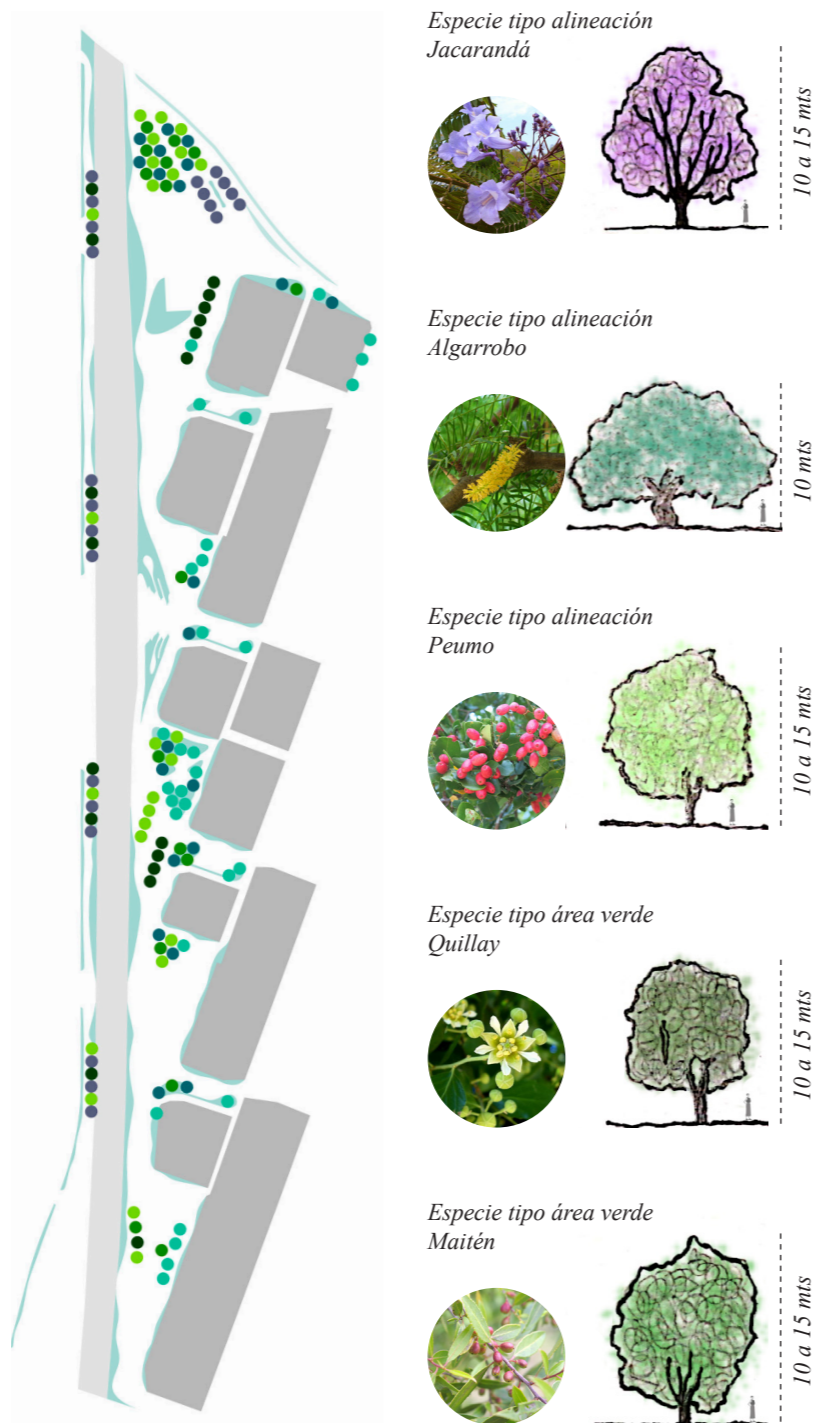 Especie tipo alineación
Jacarandá
10 a 15 mts
Especie tipo alineación
Algarrobo
10 mts
Especie tipo alineación
Peumo
10 a 15 mts
Especie tipo área verde
Quillay
10 a 15 mts
Especie tipo área verde
Maitén
10 a 15 mts